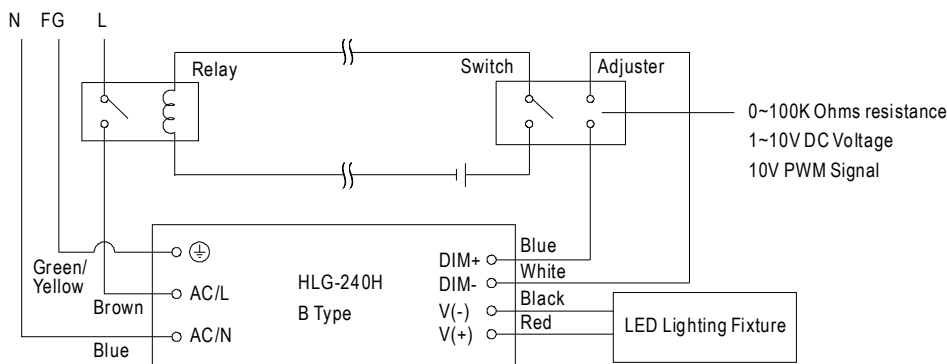 N FG L
Relay
Switch
Adjuster
0~100K Ohms resistance
1~10V DC Voltage
10V PWM Signal
Green/
Yellow
Brown
Blue
AC/L
AC/N
HLG-240H
B Type
DIM+
DIM-
V(-)
V(+)
Blue
White
Black
Red
LED Lighting Fixture